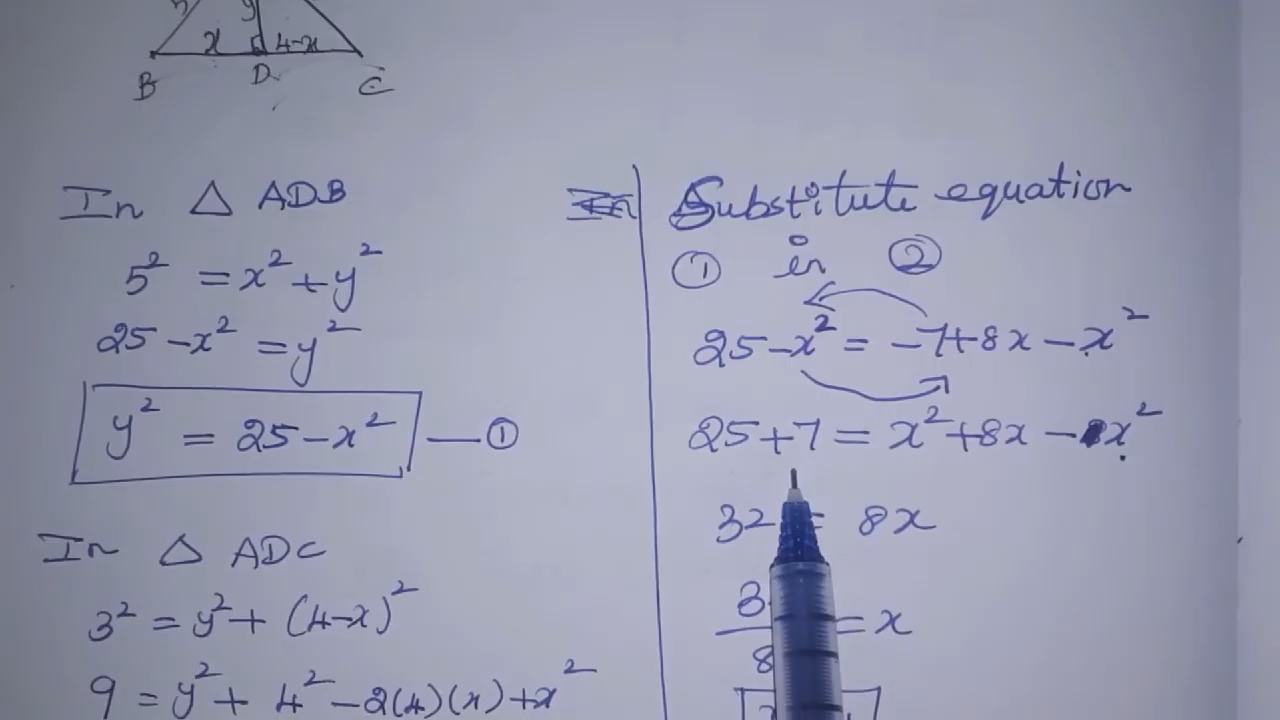 5 y
x 4-x
B D C
In △ ADB
5² = x² + y²
25 - x² = y²
y² = 25 - x² — ①
In △ ADC
3² = y² + (4-x)²
9 = y² + 4² - 2(4)(x) + x²
Substitute equation
① in ②
25 - x² = -7 + 8x - x²
25 + 7 = x² + 8x - x²
32 = 8x
= x